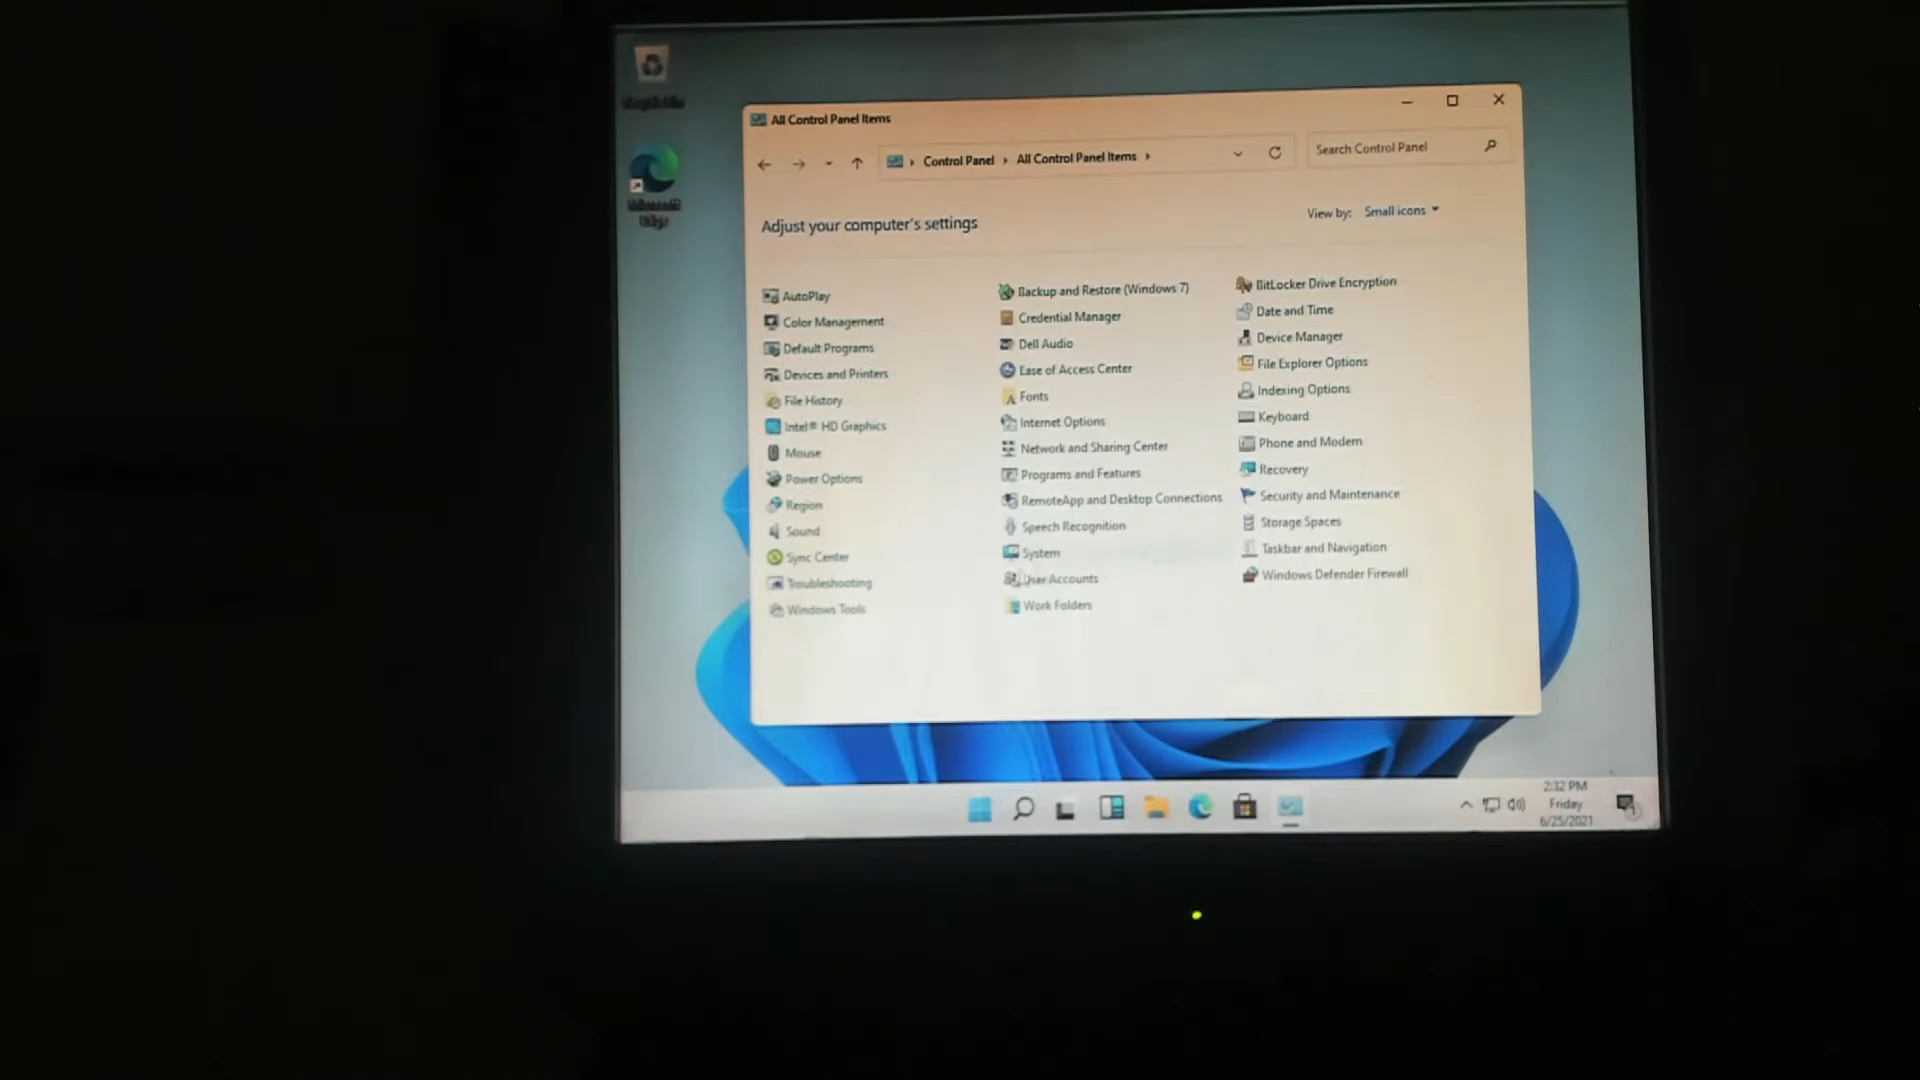 All Control Panel Items
Control Panel
All Control Panel Items
Search Control Panel
Adjust your computer's settings
View by:
Small icons
AutoPlay
Color Management
Default Programs
Devices and Printers
File History
Intel® HD Graphics
Mouse
Power Options
Region
Sound
Sync Center
Troubleshooting
Windows Tools
Backup and Restore (Windows 7)
Credential Manager
Dell Audio
Ease of Access Center
Fonts
Internet Options
Network and Sharing Center
Programs and Features
RemoteApp and Desktop Connections
Speech Recognition
System
User Accounts
Work Folders
BitLocker Drive Encryption
Date and Time
Device Manager
File Explorer Options
Indexing Options
Keyboard
Phone and Modem
Recovery
Security and Maintenance
Storage Spaces
Taskbar and Navigation
Windows Defender Firewall
2:32 PM
Friday
6/25/2021